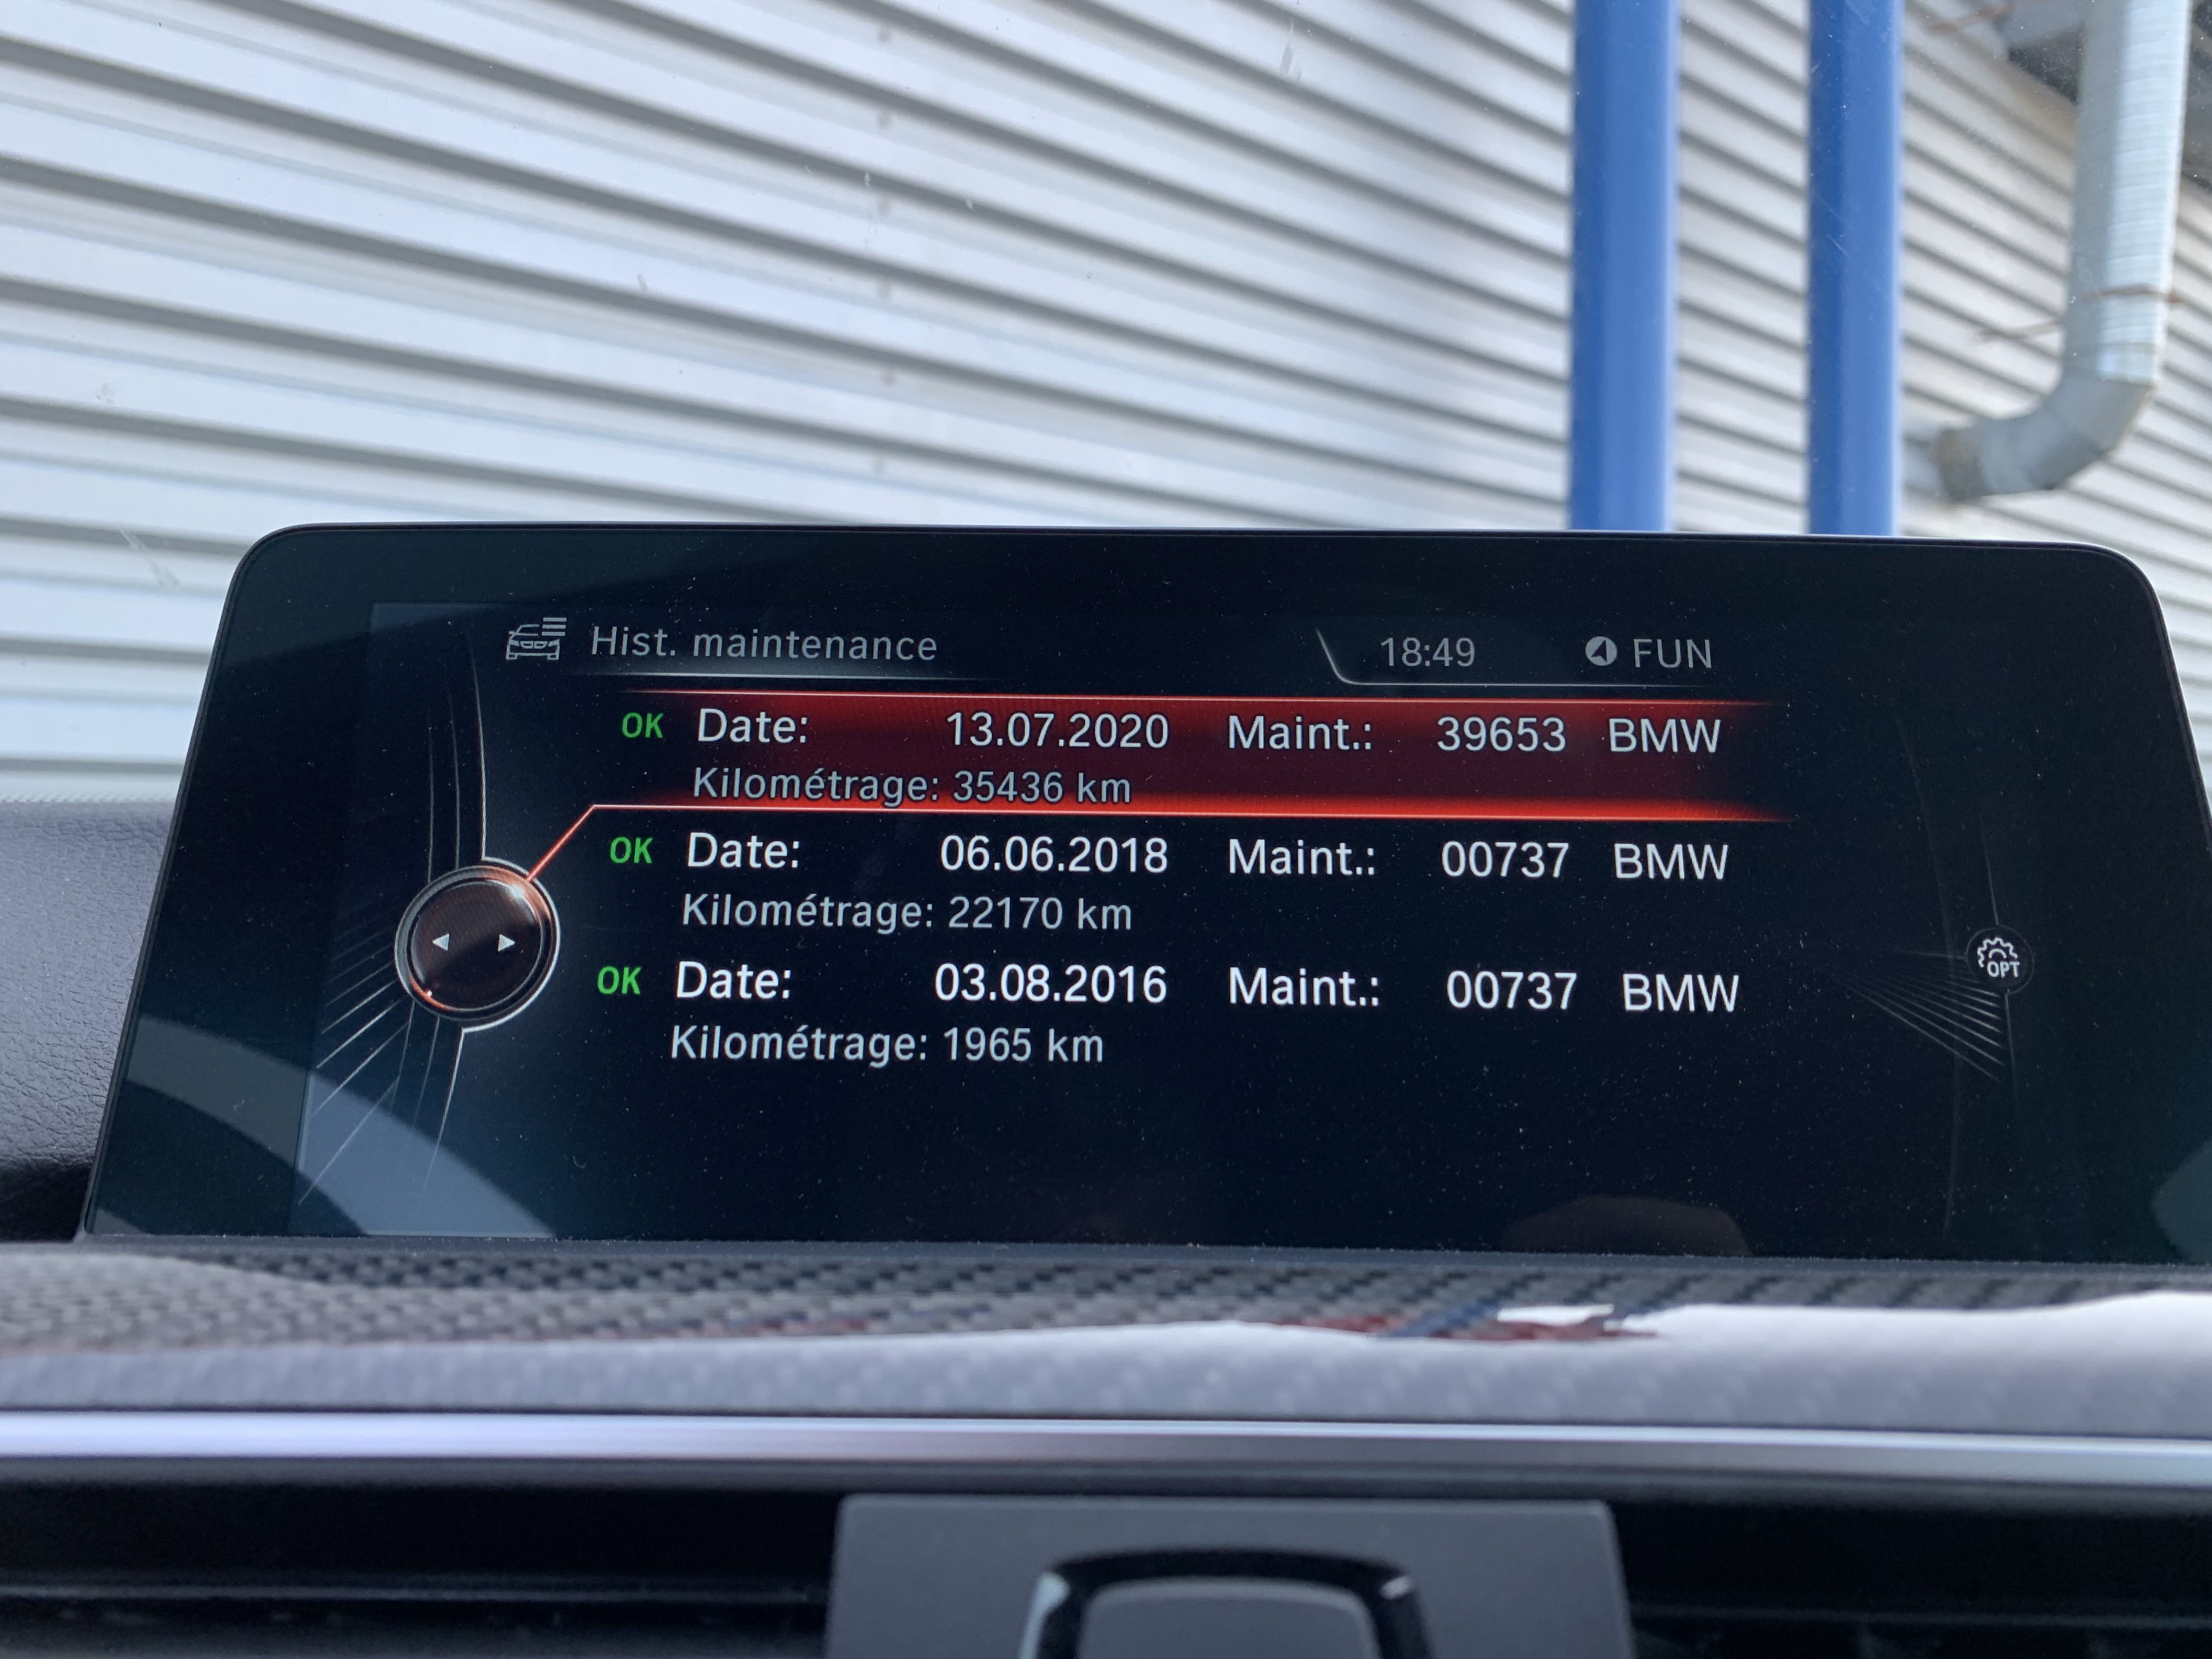 Hist. maintenance 18:49 FUN
OK Date: 13.07.2020 Maint.: 39653 BMW
Kilométrage: 35436 km
OK Date: 06.06.2018 Maint.: 00737 BMW
Kilométrage: 22170 km
OK Date: 03.08.2016 Maint.: 00737 BMW
Kilométrage: 1965 km
OPT